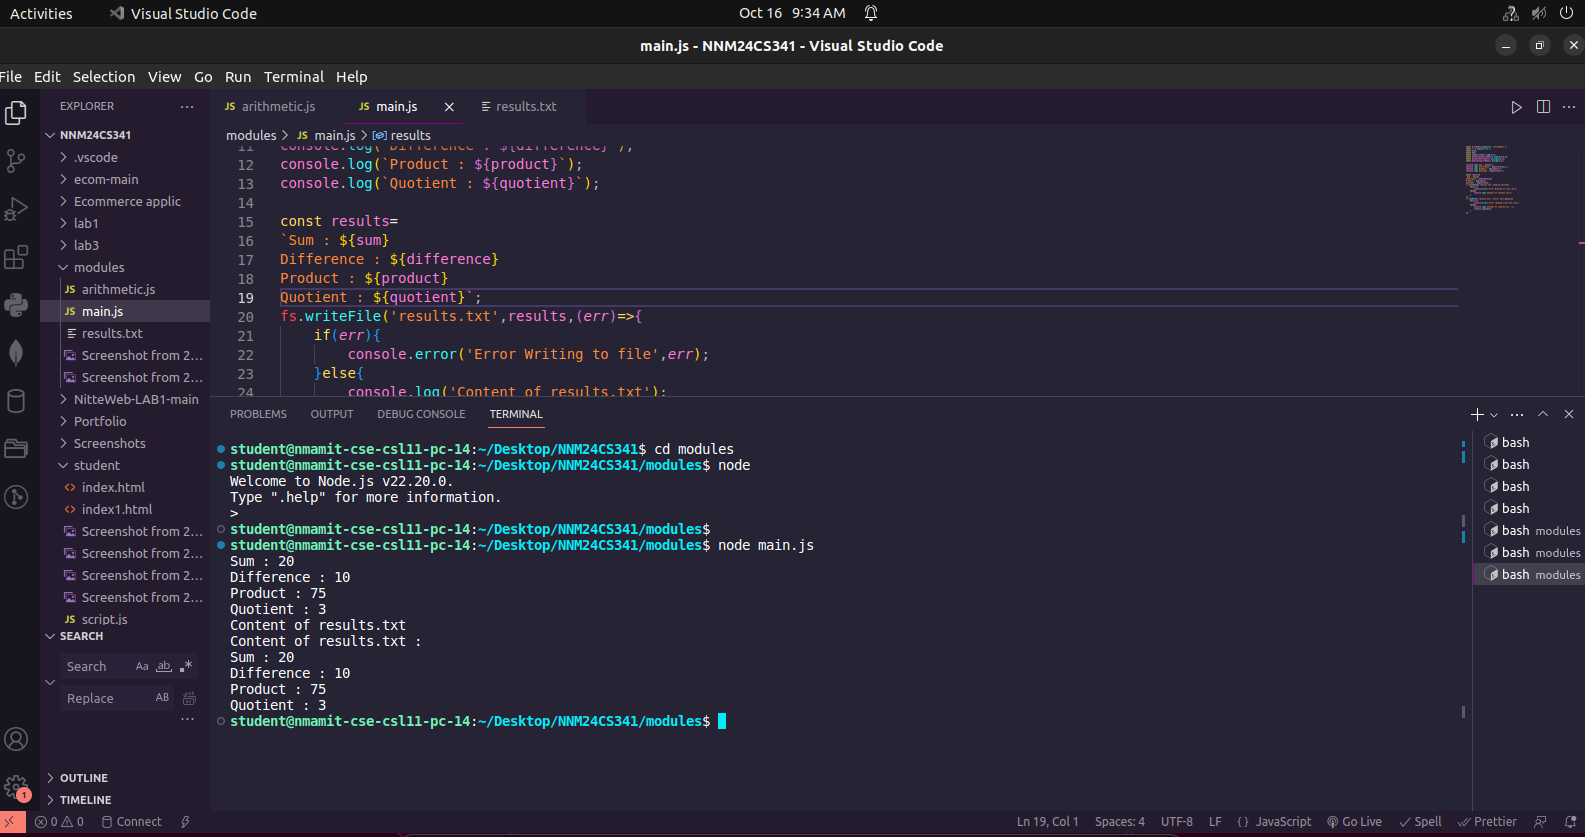 Activities
Visual Studio Code
Oct 16 9:34 AM
main.js - NNM24CS341 - Visual Studio Code
File Edit Selection View Go Run Terminal Help
EXPLORER
NNM24CS341
.vscode
ecom-main
Ecommerce applic
lab1
lab3
modules
JS arithmetic.js
JS main.js
results.txt
Screenshot from 2...
Screenshot from 2...
NitteWeb-LAB1-main
Portfolio
Screenshots
student
index.html
index1.html
Screenshot from 2...
Screenshot from 2...
Screenshot from 2...
Screenshot from 2...
JS script.js
SEARCH
Search Aa ab
Replace AB
OUTLINE
TIMELINE
JS arithmetic.js
JS main.js
results.txt
modules > JS main.js > results
11 console.log(`Difference : ${difference}`);
12 console.log(`Product : ${product}`);
13 console.log(`Quotient : ${quotient}`);
14
15 const results=
16 `Sum : ${sum}
17 Difference : ${difference}
18 Product : ${product}
19 Quotient : ${quotient}`;
20 fs.writeFile('results.txt',results,(err)=>{
21 if(err){
22 console.error('Error Writing to file',err);
23 }else{
24 console.log('Content of results.txt');
PROBLEMS OUTPUT DEBUG CONSOLE TERMINAL
student@nmamit-cse-csl11-pc-14:~/Desktop/NNM24CS341$ cd modules
student@nmamit-cse-csl11-pc-14:~/Desktop/NNM24CS341/modules$ node
Welcome to Node.js v22.20.0.
Type ".help" for more information.
>
student@nmamit-cse-csl11-pc-14:~/Desktop/NNM24CS341/modules$
student@nmamit-cse-csl11-pc-14:~/Desktop/NNM24CS341/modules$ node main.js
Sum : 20
Difference : 10
Product : 75
Quotient : 3
Content of results.txt
Content of results.txt :
Sum : 20
Difference : 10
Product : 75
Quotient : 3
student@nmamit-cse-csl11-pc-14:~/Desktop/NNM24CS341/modules$
bash
bash
bash
bash
bash modules
bash modules
bash modules
1
0 0 Connect
Ln 19, Col 1 Spaces: 4 UTF-8 LF {} JavaScript Go Live Spell Prettier